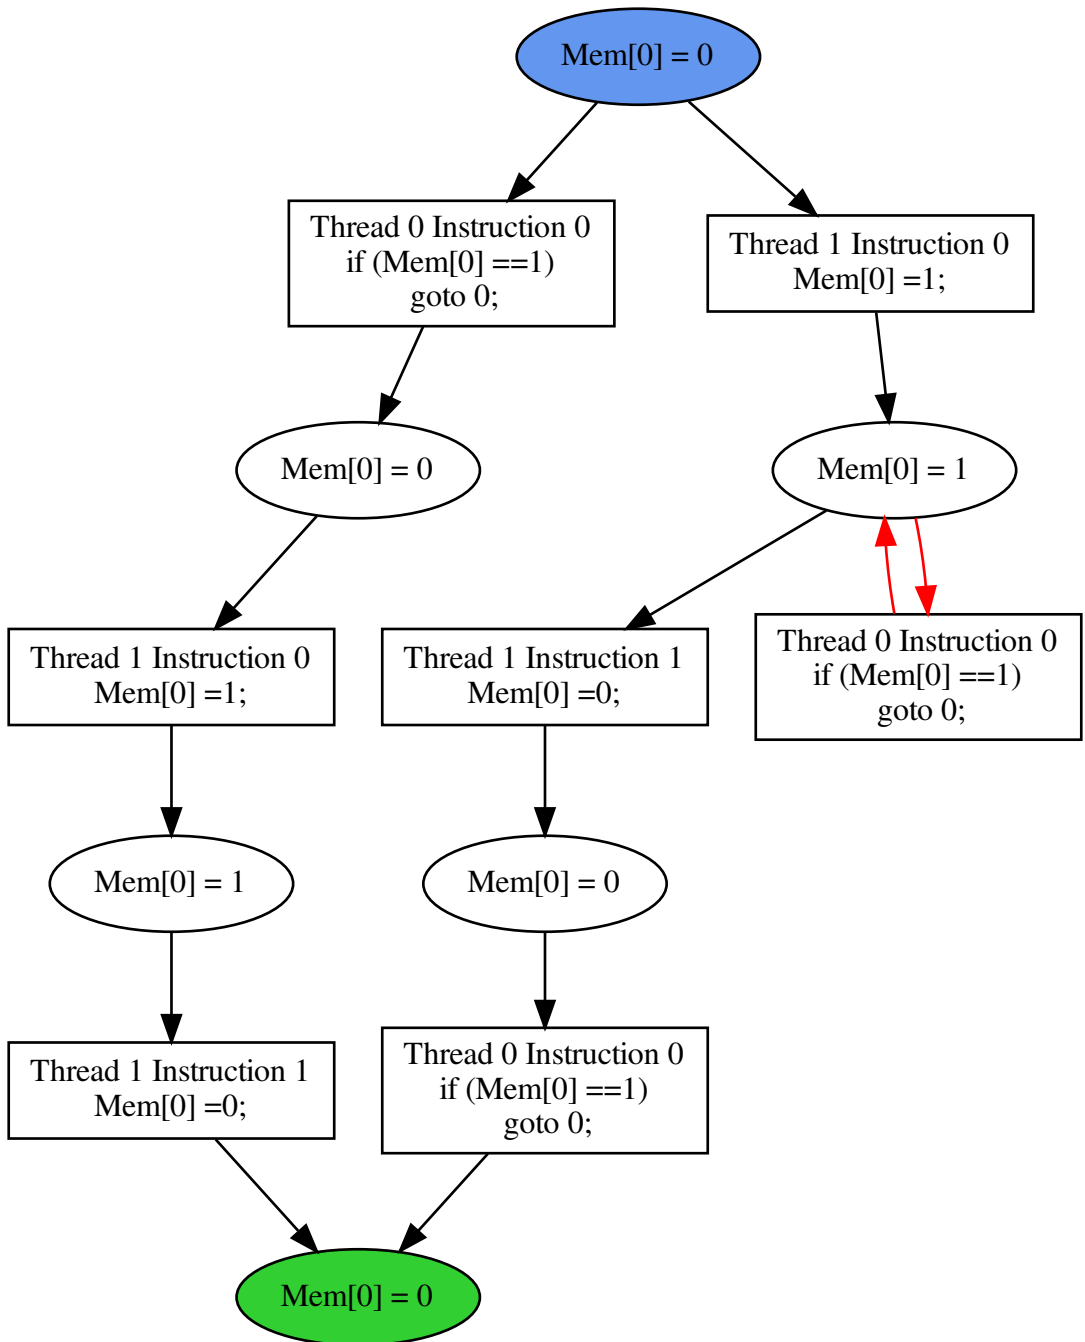 Mem[0] = 0
Thread 0 Instruction 0
if (Mem[0] ==1)
goto 0;
Thread 1 Instruction 0
Mem[0] =1;
Mem[0] = 0
Mem[0] = 1
Thread 1 Instruction 0
Mem[0] =1;
Thread 1 Instruction 1
Mem[0] =0;
Thread 0 Instruction 0
if (Mem[0] ==1)
goto 0;
Mem[0] = 1
Mem[0] = 0
Thread 1 Instruction 1
Mem[0] =0;
Thread 0 Instruction 0
if (Mem[0] ==1)
goto 0;
Mem[0] = 0